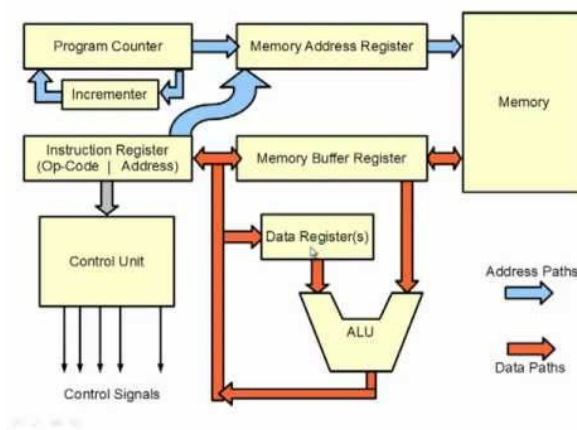 Program Counter
Memory Address Register
Incrementer
Memory
Instruction Register
(Op-Code | Address)
Memory Buffer Register
Data Register(s)
Control Unit
Address Paths
ALU
Data Paths
Control Signals